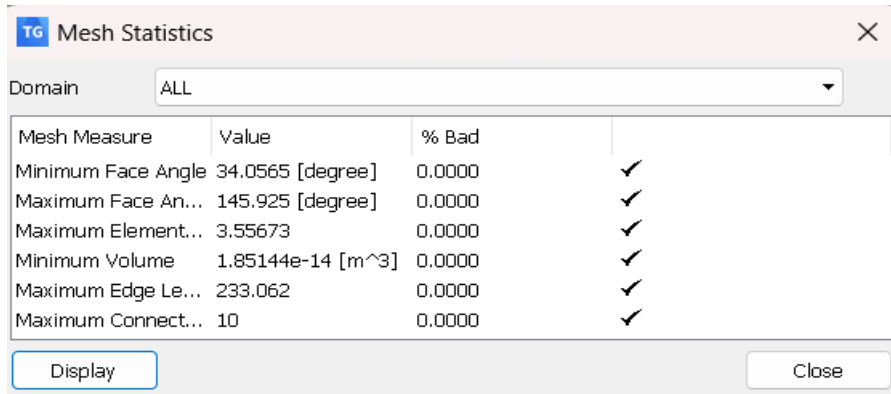 TG Mesh Statistics
Domain ALL
Mesh Measure Value % Bad
Minimum Face Angle 34.0565 [degree] 0.0000
Maximum Face An... 145.925 [degree] 0.0000
Maximum Element... 3.55673 0.0000
Minimum Volume 1.85144e-14 [m^3] 0.0000
Maximum Edge Le... 233.062 0.0000
Maximum Connect... 10 0.0000
Display Close